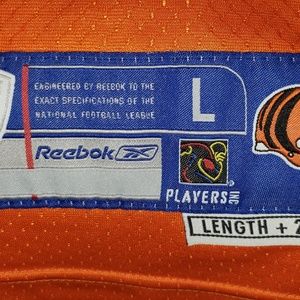 ENGINEERED BY REEBOK TO THE
EXACT SPECIFICATIONS OF THE
NATIONAL FOOTBALL LEAGUE
L
Reebok
PLAYERS INC
LENGTH + 2